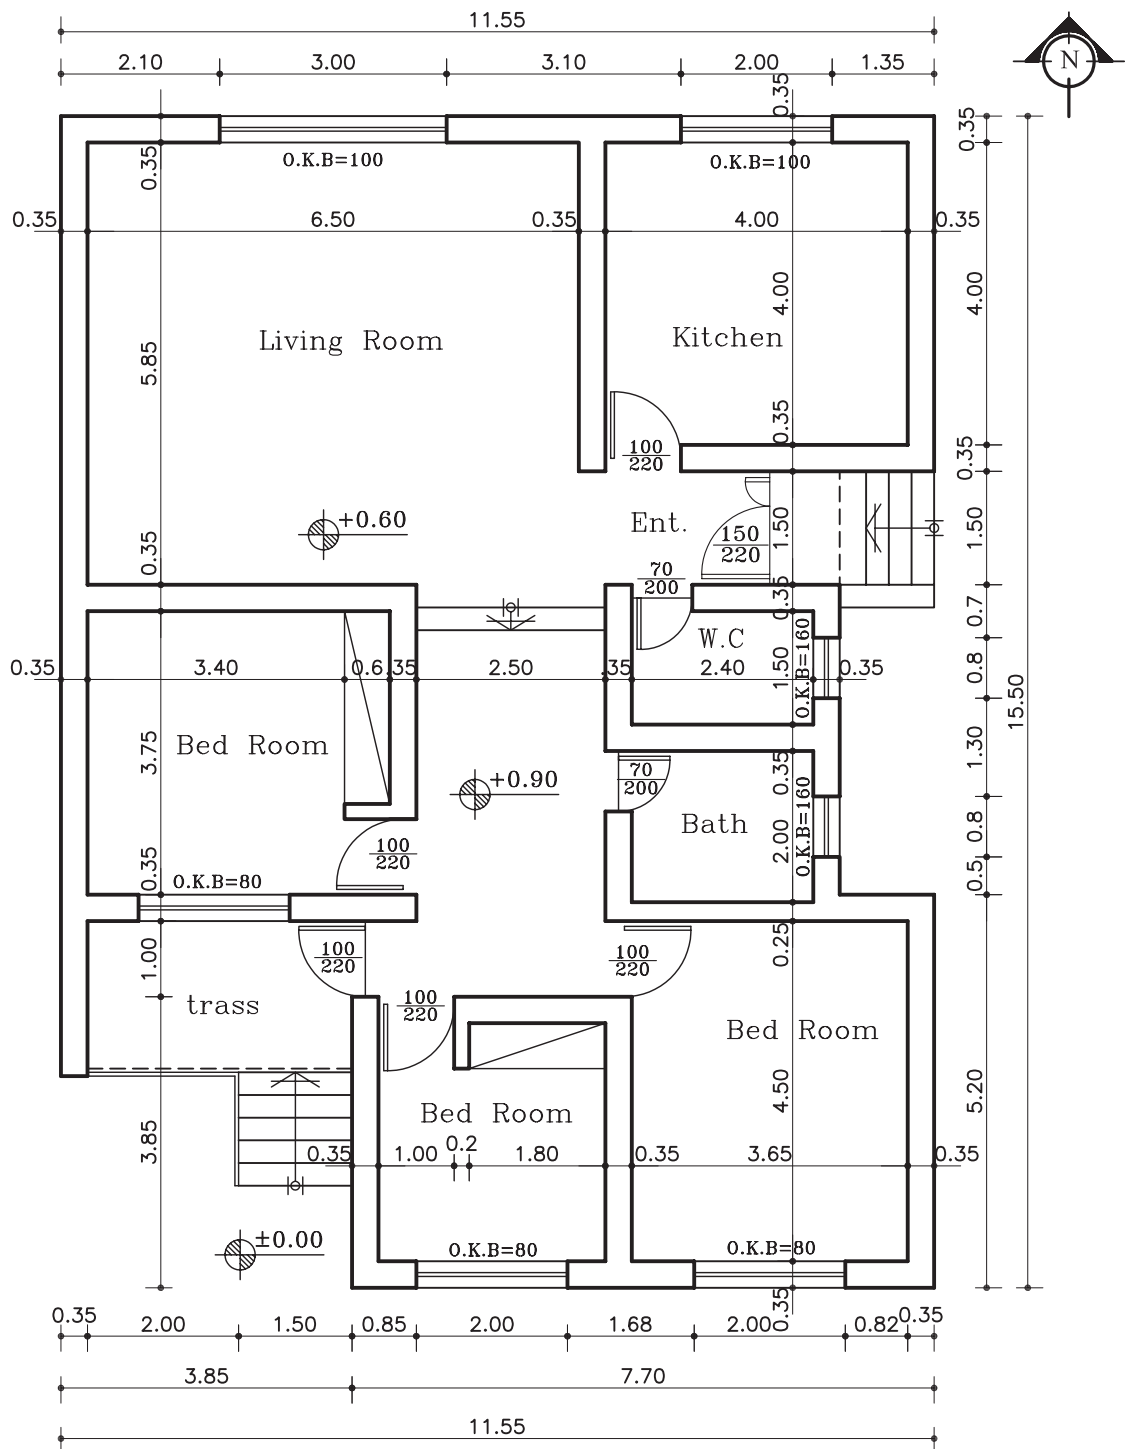 11.55
2.10 3.00 3.10 2.00 1.35
N
0.35
0.35
O.K.B=100
O.K.B=100
0.35
0.35 6.50 0.35 4.00 0.35
4.00
4.00
Living Room
Kitchen
5.85
0.35
100
220
0.35
+0.60
Ent.
150
220
1.50
1.50
0.35
70
200
0.35
0.7
W.C
O.K.B=160
0.35 3.40 0.6 .35 2.50 .35 2.40 0.35
1.50
0.8
15.50
Bed Room
3.75
1.30
+0.90
70
200
0.35
O.K.B=160
Bath
2.00
0.8
100
220
0.35
O.K.B=80
0.5
1.00
100
220
100
220
0.25
trass
100
220
Bed Room
4.50
5.20
Bed Room
3.85
0.35 1.00 0.2 1.80 0.35 3.65 0.35
±0.00
O.K.B=80
O.K.B=80
0.35
0.35 2.00 1.50 0.85 2.00 1.68 2.00 0.82 0.35
3.85 7.70
11.55